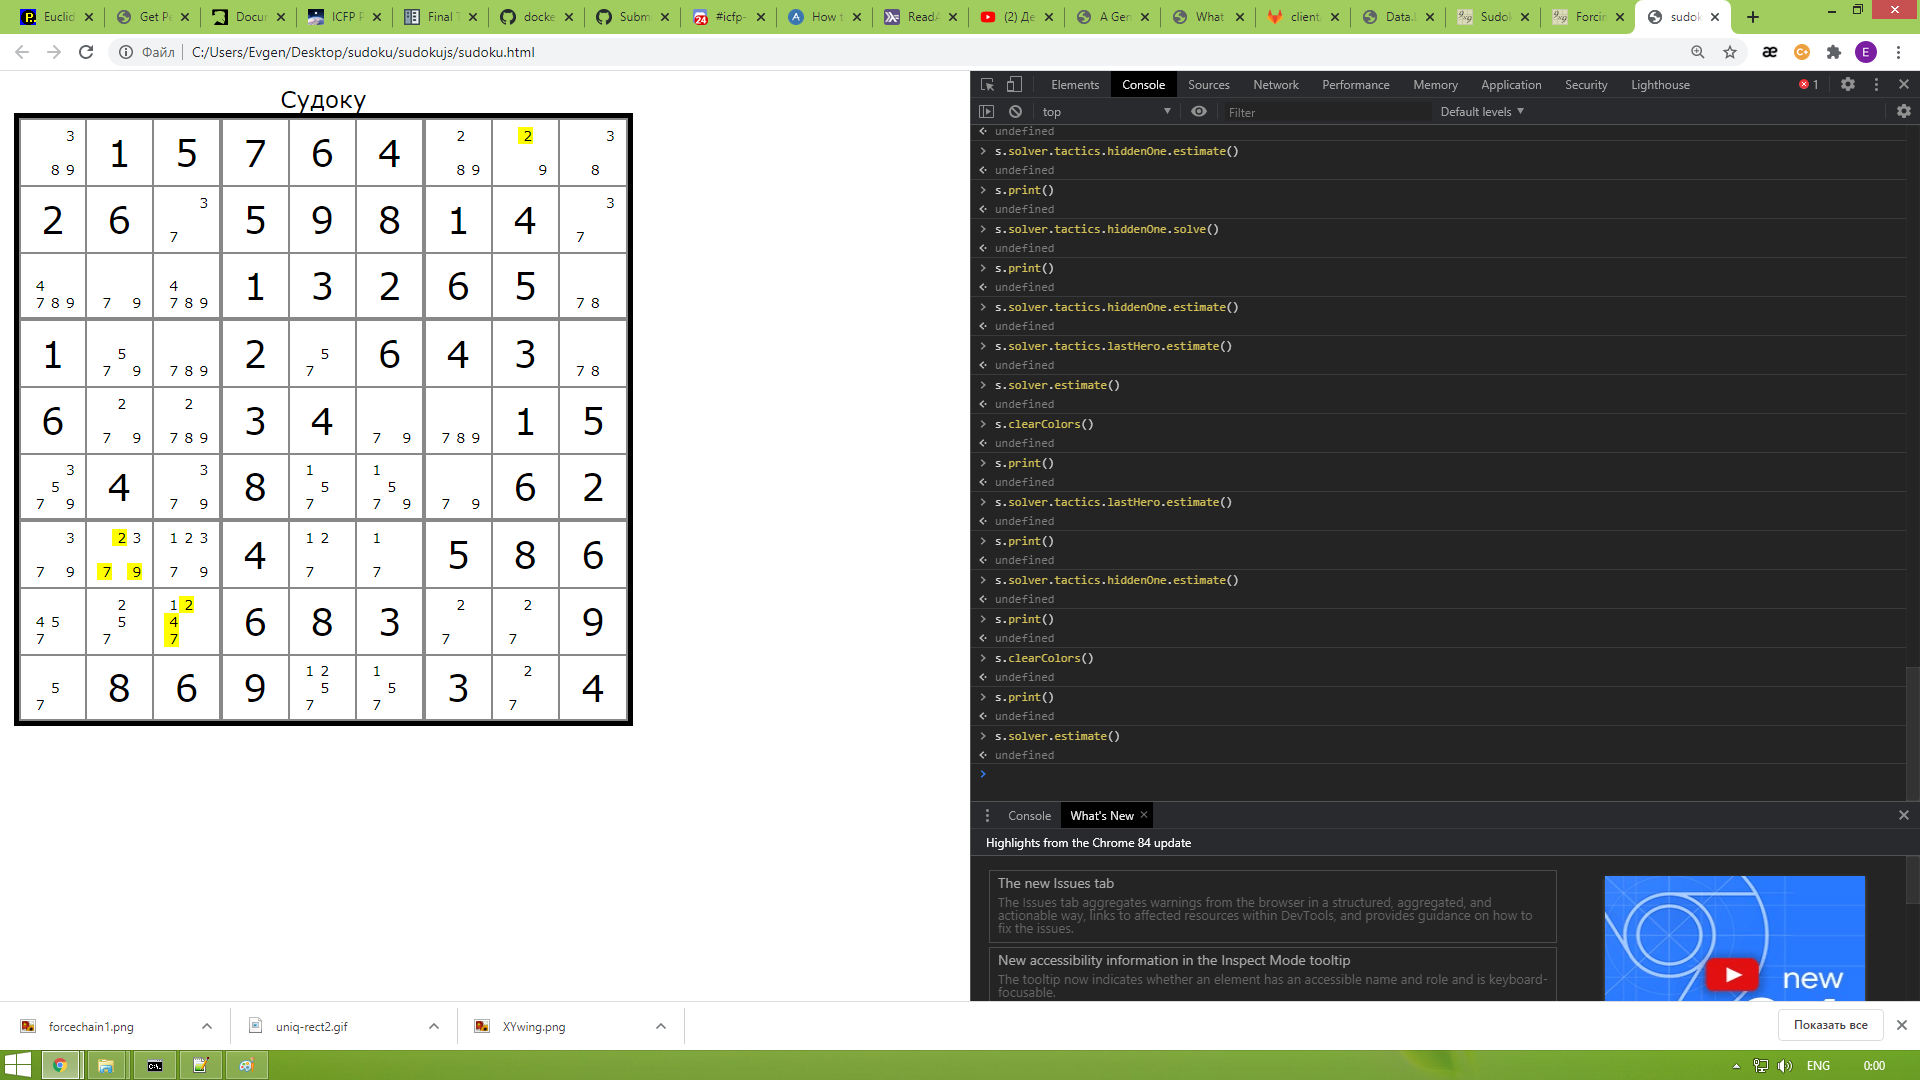 Euclid
Get Pe
Docun
ICFP P
Final T
docke
Subm
#icfp-
How t
ReadA
(2) Де
A Gen
What
client
Data.I
Sudok
Forcin
sudok
Файл
C:/Users/Evgen/Desktop/sudoku/sudokujs/sudoku.html
E
Судоку
3 89 1 5 7 6 4 2 89 2 9 3 8
2 6 3 7 5 9 8 1 4 3 7
4 789 7 9 4 789 1 3 2 6 5 78
1 5 7 9 789 2 5 7 6 4 3 78
6 2 7 9 2 789 3 4 7 9 789 1 5
3 5 7 9 4 3 7 9 8 1 5 7 1 5 7 9 7 9 6 2
3 7 9 23 7 9 123 7 9 4 12 7 1 7 5 8 6
45 7 2 5 7 12 4 7 6 8 3 2 7 2 7 9
5 7 8 6 9 12 5 7 1 5 7 3 2 7 4
Elements Console Sources Network Performance Memory Application Security Lighthouse 1
top Filter Default levels
undefined
s.solver.tactics.hiddenOne.estimate()
undefined
s.print()
undefined
s.solver.tactics.hiddenOne.solve()
undefined
s.print()
undefined
s.solver.tactics.hiddenOne.estimate()
undefined
s.solver.tactics.lastHero.estimate()
undefined
s.solver.estimate()
undefined
s.clearColors()
undefined
s.print()
undefined
s.solver.tactics.lastHero.estimate()
undefined
s.print()
undefined
s.solver.tactics.hiddenOne.estimate()
undefined
s.print()
undefined
s.clearColors()
undefined
s.print()
undefined
s.solver.estimate()
undefined
Console What's New
Highlights from the Chrome 84 update
The new Issues tab
The Issues tab aggregates warnings from the browser in a structured, aggregated, and
actionable way, links to affected resources within DevTools, and provides guidance on how to
fix the issues.
New accessibility information in the Inspect Mode tooltip
The tooltip now indicates whether an element has an accessible name and role and is keyboard-
focusable.
new
forcechain1.png
uniq-rect2.gif
XYwing.png
Показать все
ENG
0:00